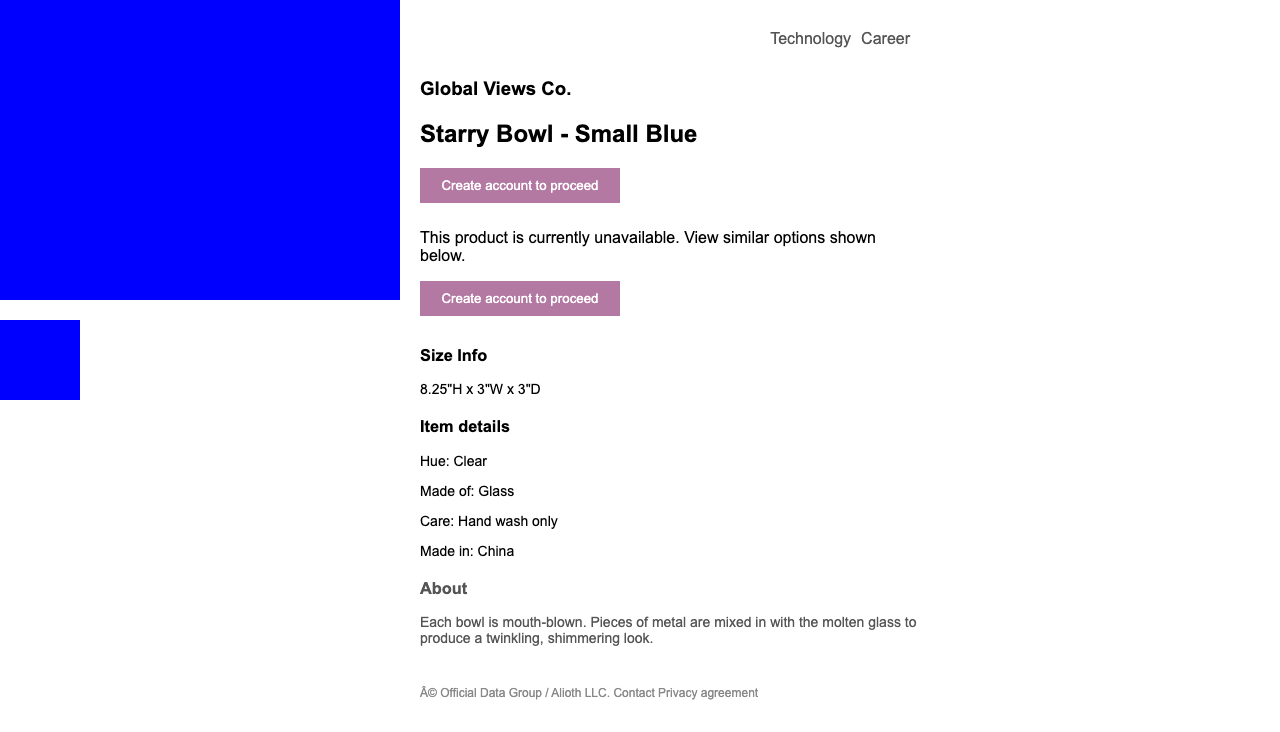 Technology Career
Global Views Co.
Starry Bowl - Small Blue
Create account to proceed
This product is currently unavailable. View similar options shown
below.
Create account to proceed
Size Info
8.25"H x 3"W x 3"D
Item details
Hue: Clear
Made of: Glass
Care: Hand wash only
Made in: China
About
Each bowl is mouth-blown. Pieces of metal are mixed in with the molten glass to
produce a twinkling, shimmering look.
Â© Official Data Group / Alioth LLC. Contact Privacy agreement